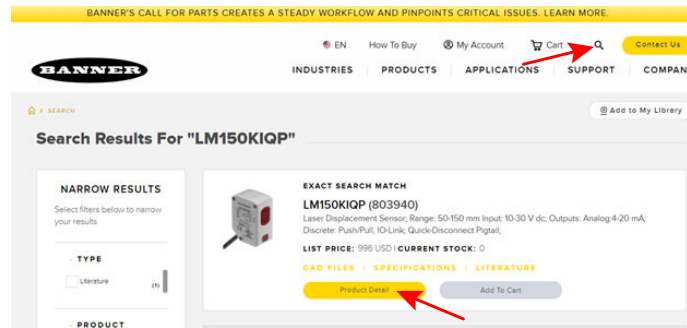 BANNER'S CALL FOR PARTS CREATES A STEADY WORKFLOW AND PINPOINTS CRITICAL ISSUES. LEARN MORE.
EN How To Buy My Account Cart Contact Us
BANNER
INDUSTRIES PRODUCTS APPLICATIONS SUPPORT COMPAN
> SEARCH
Add to My Library
Search Results For "LM150KIQP"
NARROW RESULTS
Select filters below to narrow
your results
- TYPE
Literature (1)
- PRODUCT
EXACT SEARCH MATCH
LM150KIQP (803940)
Laser Displacement Sensor; Range: 50-150 mm Input: 10-30 V dc; Outputs: Analog:4-20 mA;
Discrete: Push/Pull, IO-Link; Quick-Disconnect Pigtail;
LIST PRICE: 996 USD | CURRENT STOCK: 0
CAD FILES | SPECIFICATIONS | LITERATURE
Product Detail Add To Cart